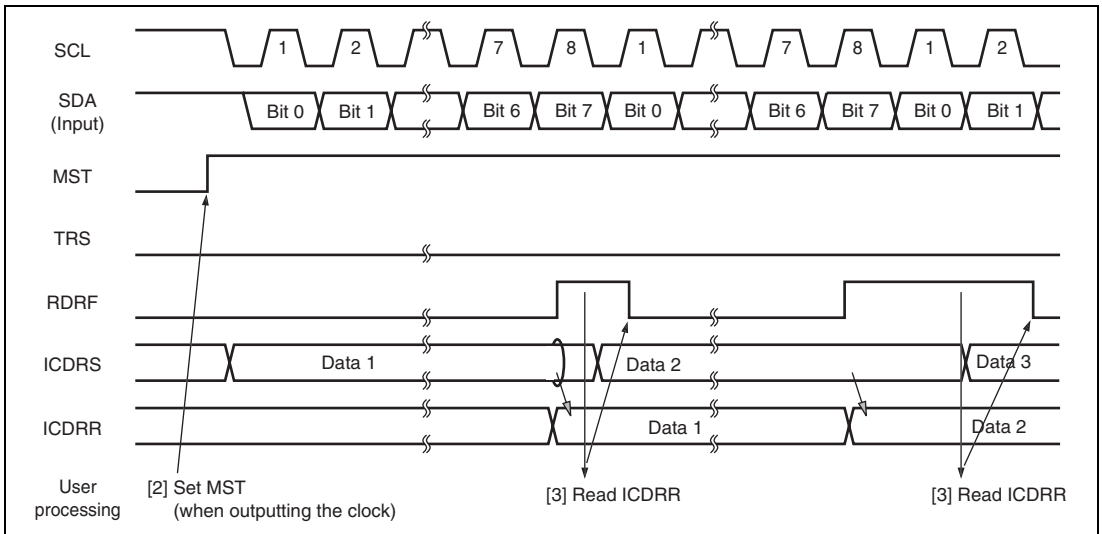 SCL 1 2 7 8 1 7 8 1 2
SDA
(Input) Bit 0 Bit 1 Bit 6 Bit 7 Bit 0 Bit 6 Bit 7 Bit 0 Bit 1
MST
TRS
RDRF
ICDRS Data 1 Data 2 Data 3
ICDRR Data 1 Data 2
User
processing
[2] Set MST
(when outputting the clock)
[3] Read ICDRR
[3] Read ICDRR